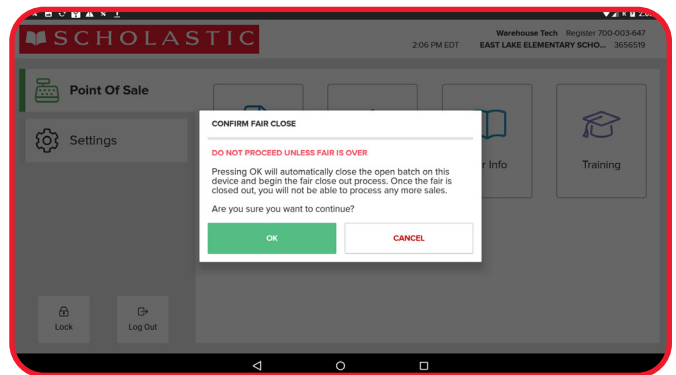 SCHOLASTIC
2:06 PM EDT
Warehouse Tech Register 700-003-647
EAST LAKE ELEMENTARY SCHO... 3656519
Point Of Sale
Settings
CONFIRM FAIR CLOSE
DO NOT PROCEED UNLESS FAIR IS OVER
Pressing OK will automatically close the open batch on this
device and begin the fair close out process. Once the fair is
closed out, you will not be able to process any more sales.
Are you sure you want to continue?
OK
CANCEL
r Info
Training
Lock
Log Out